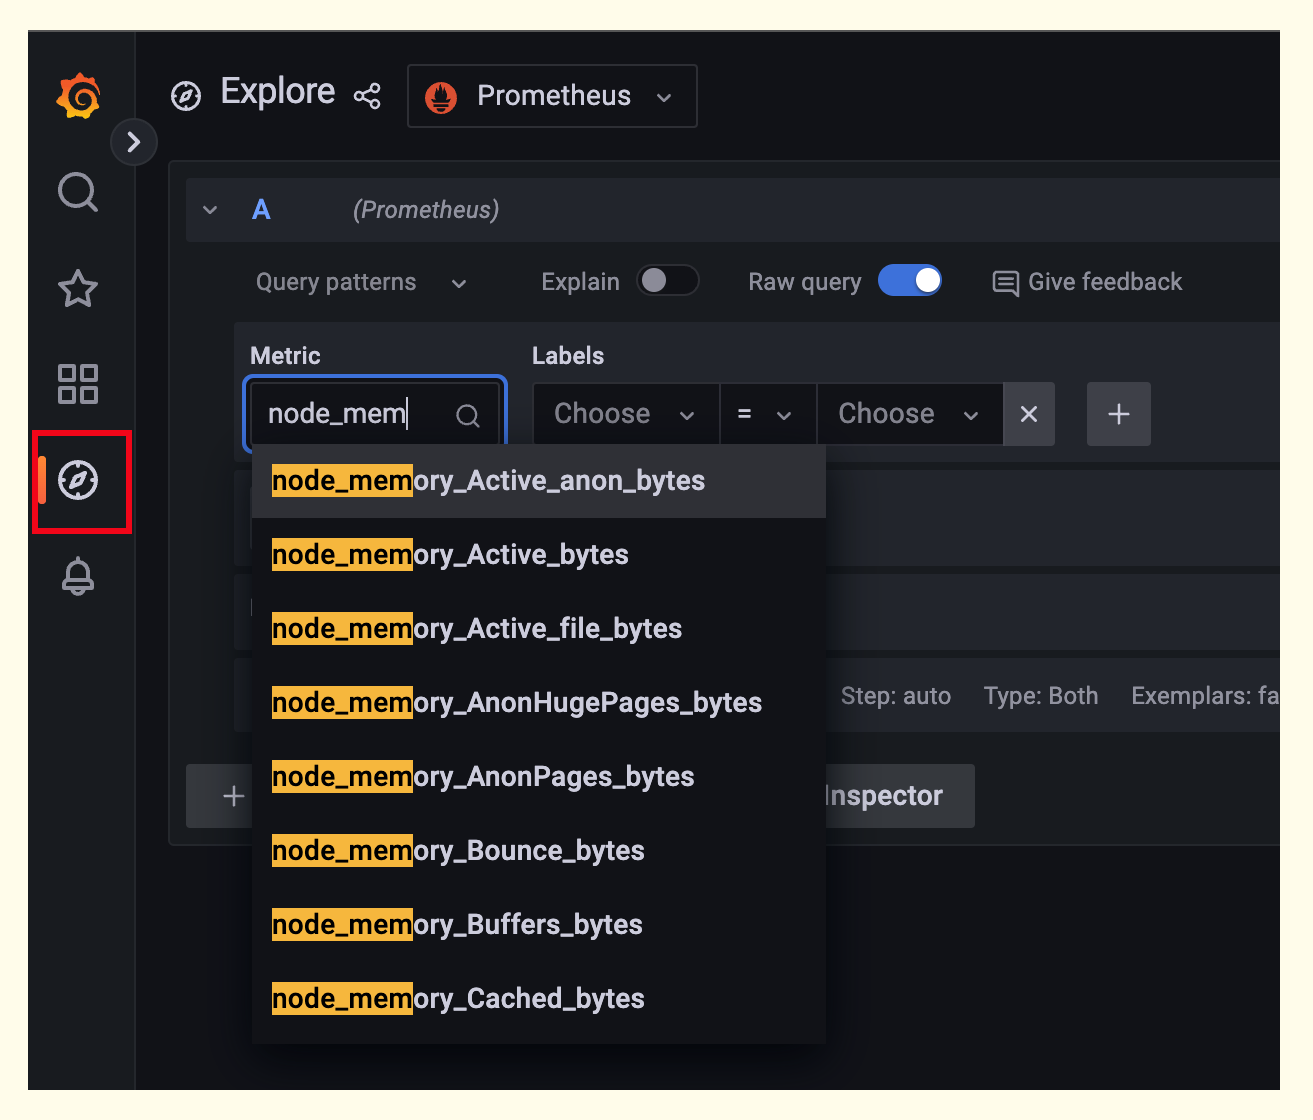 Explore
Prometheus
A (Prometheus)
Query patterns Explain Raw query Give feedback
Metric Labels
node_mem Choose = Choose
node_memory_Active_anon_bytes
node_memory_Active_bytes
node_memory_Active_file_bytes
node_memory_AnonHugePages_bytes
Step: auto Type: Both Exemplars: fa
node_memory_AnonPages_bytes
Inspector
node_memory_Bounce_bytes
node_memory_Buffers_bytes
node_memory_Cached_bytes